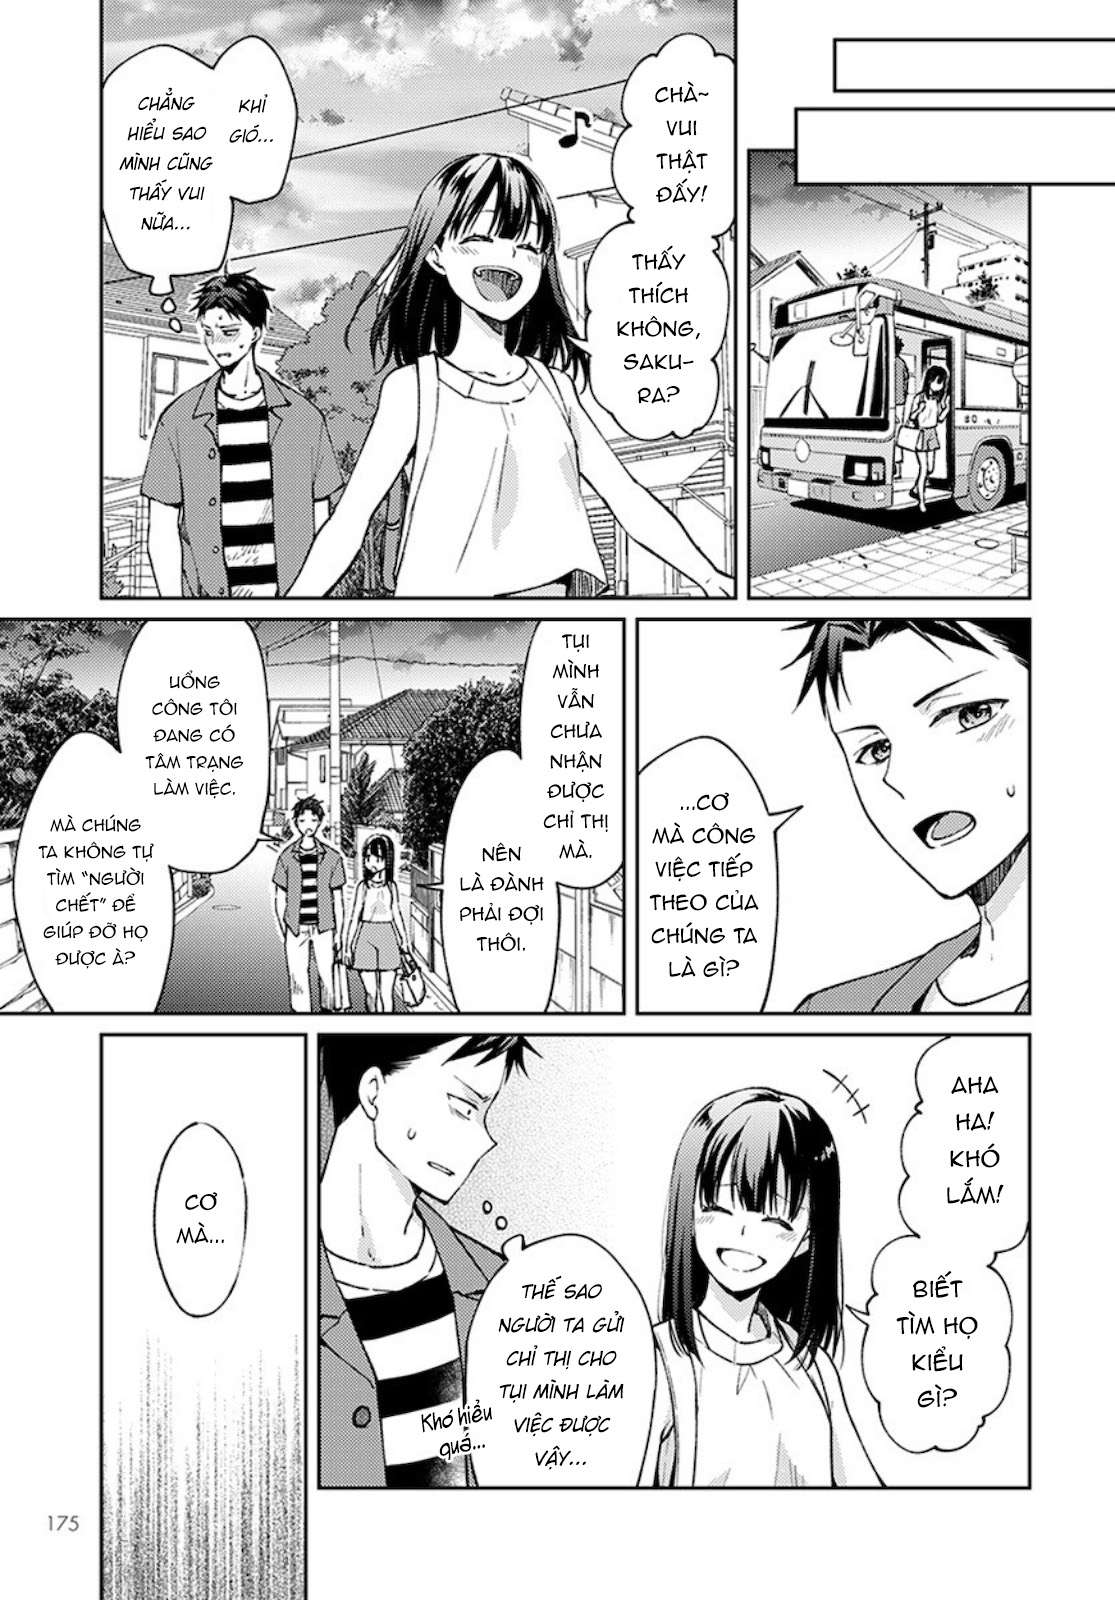 CHÀ~
VUI
THẬT
ĐẤY!
THẤY
THÍCH
KHÔNG,
SAKU-
RA?
KHỈ
GIÓ...
CHẲNG
HIỂU SAO
MÌNH CŨNG
THẤY VUI
NỮA...
...CƠ
MÀ CÔNG
VIỆC TIẾP
THEO CỦA
CHÚNG TA
LÀ GÌ?
TỤI
MÌNH
VẪN
CHƯA
NHẬN
ĐƯỢC
CHỈ THỊ
MÀ.
NÊN
LÀ ĐÀNH
PHẢI ĐỢI
THÔI.
UỔNG
CÔNG TÔI
ĐANG CÓ
TÂM TRẠNG
LÀM VIỆC.
MÀ CHÚNG
TA KHÔNG TỰ
TÌM “NGƯỜI
CHẾT” ĐỂ
GIÚP ĐỠ HỌ
ĐƯỢC À?
AHA
HA!
KHÓ
LẮM!
BIẾT
TÌM HỌ
KIỂU
GÌ?
THẾ SAO
NGƯỜI TA GỬI
CHỈ THỊ CHO
TỤI MÌNH LÀM
VIỆC ĐƯỢC
VẬY...
Khó hiểu
quá...
CƠ
MÀ...
175